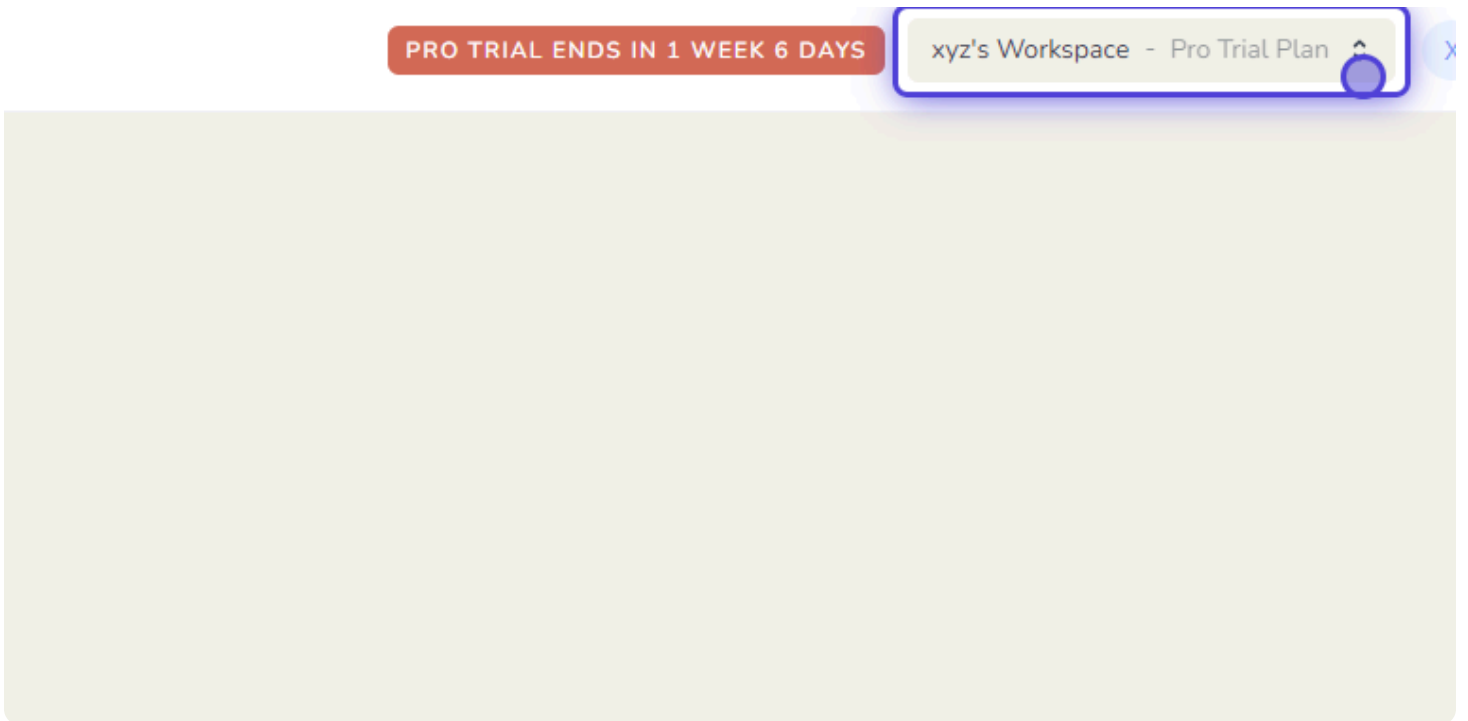 PRO TRIAL ENDS IN 1 WEEK 6 DAYS
xyz's Workspace - Pro Trial Plan
X